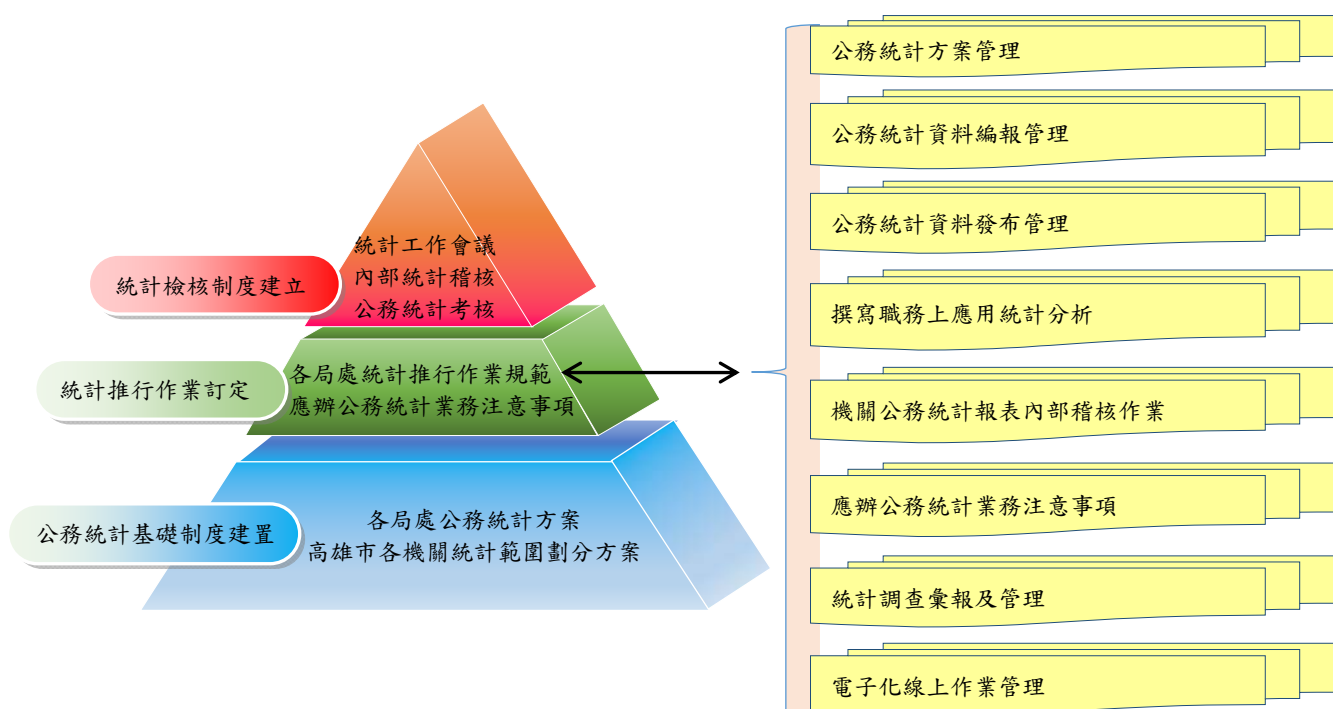 統計檢核制度建立
統計工作會議
內部統計稽核
公務統計考核
統計推行作業訂定
各局處統計推行作業規範
應辦公務統計業務注意事項
公務統計基礎制度建置
各局處公務統計方案
高雄市各機關統計範圍劃分方案
公務統計方案管理
公務統計資料編報管理
公務統計資料發布管理
撰寫職務上應用統計分析
機關公務統計報表內部稽核作業
應辦公務統計業務注意事項
統計調查彙報及管理
電子化線上作業管理